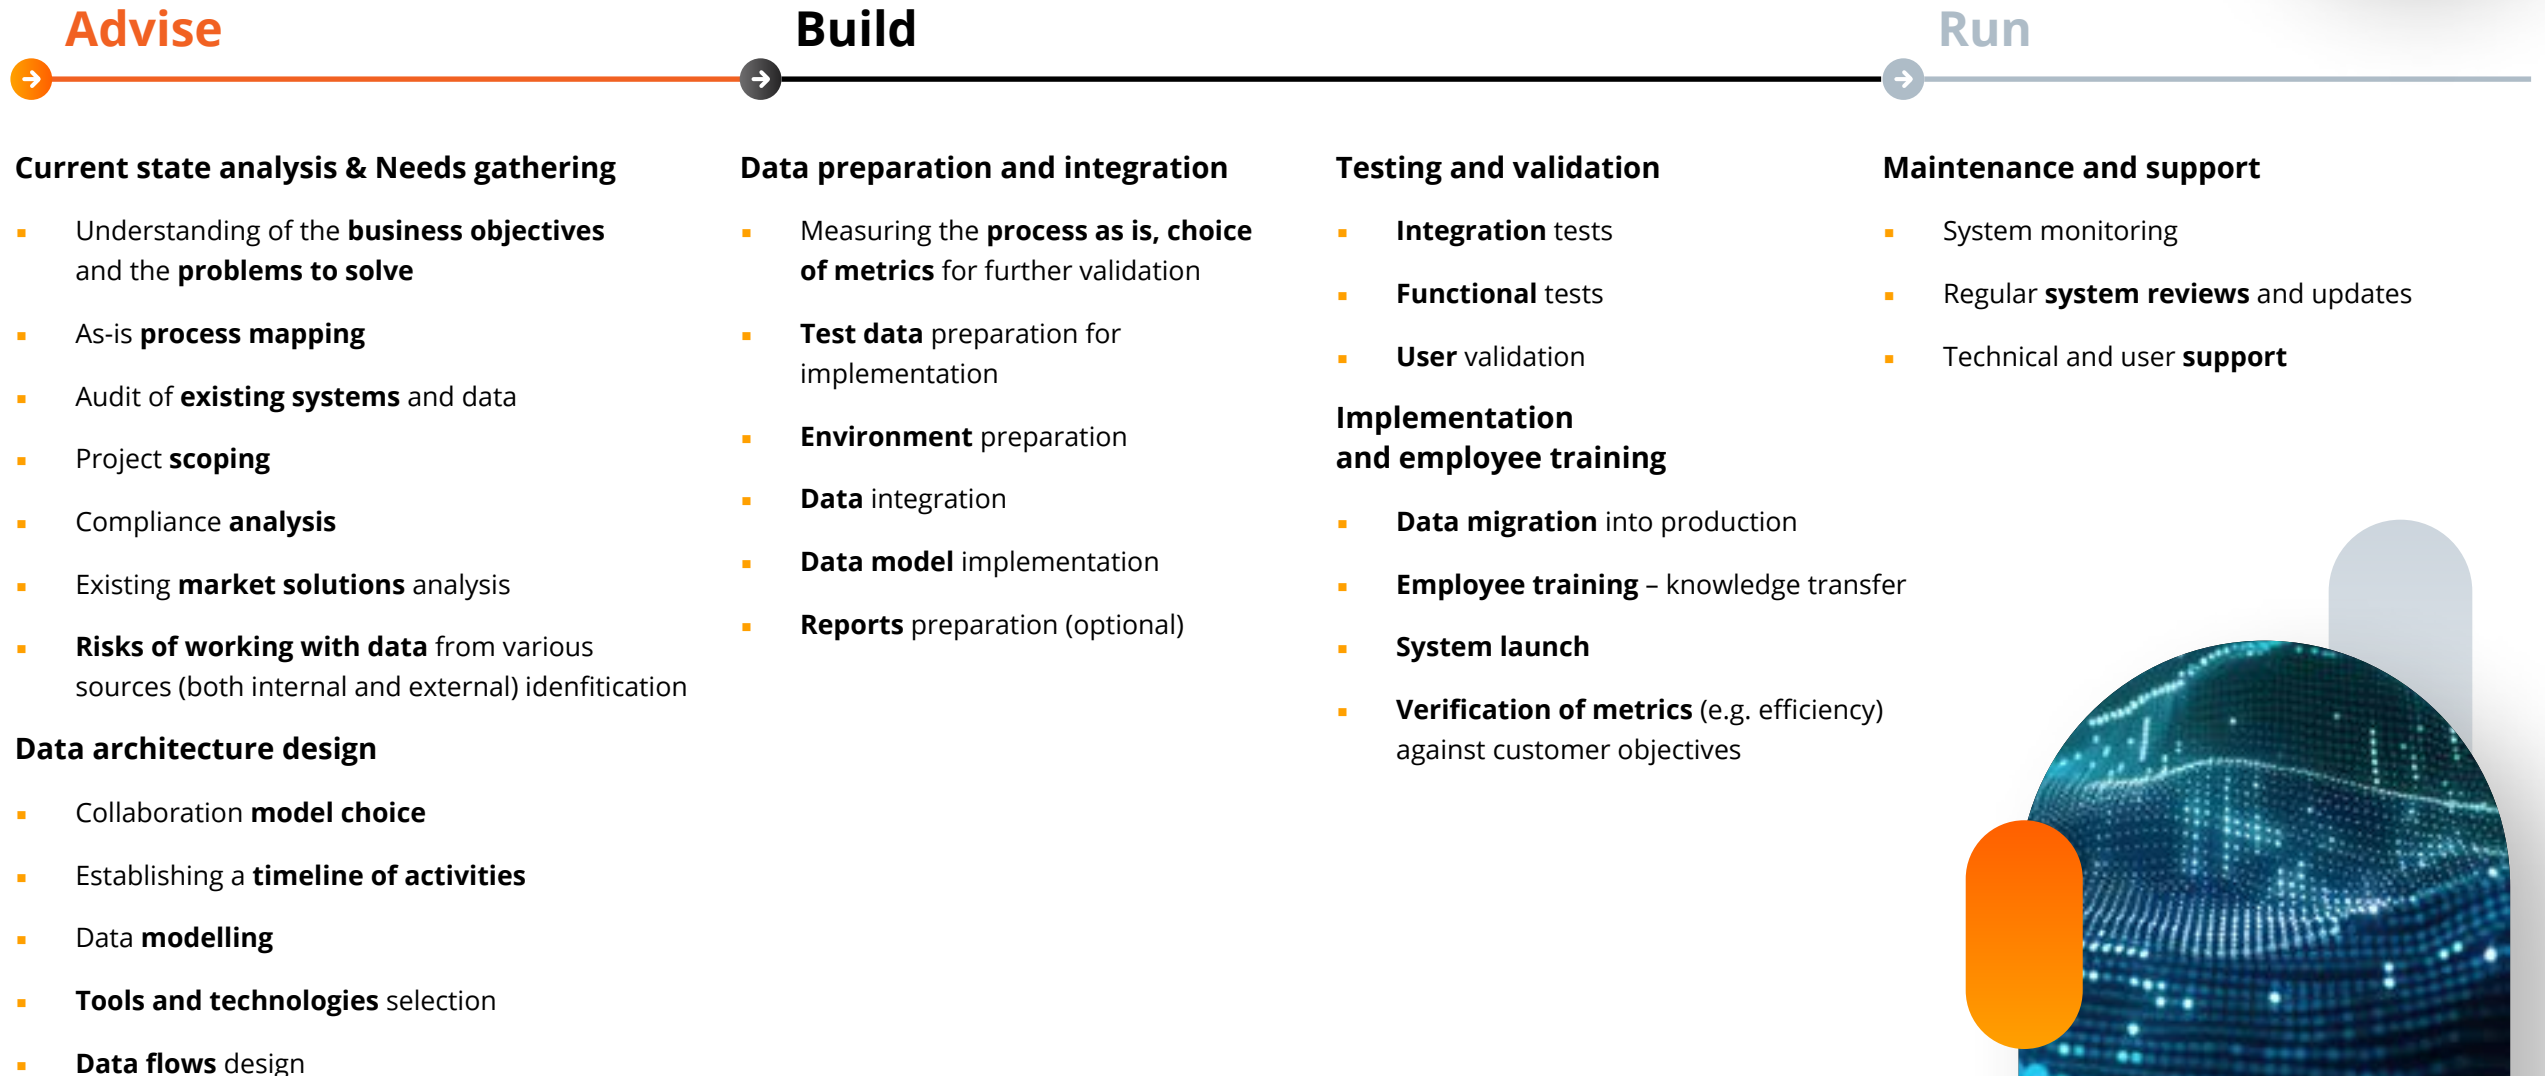 Advise
Current state analysis & Needs gathering
Understanding of the business objectives
and the problems to solve
As-is process mapping
Audit of existing systems and data
Project scoping
Compliance analysis
Existing market solutions analysis
Risks of working with data from various
sources (both internal and external) idenfitication
Data architecture design
Collaboration model choice
Establishing a timeline of activities
Data modelling
Tools and technologies selection
Data flows design
Build
Data preparation and integration
Measuring the process as is, choice
of metrics for further validation
Test data preparation for
implementation
Environment preparation
Data integration
Data model implementation
Reports preparation (optional)
Testing and validation
Integration tests
Functional tests
User validation
Implementation
and employee training
Data migration into production
Employee training – knowledge transfer
System launch
Verification of metrics (e.g. efficiency)
against customer objectives
Run
Maintenance and support
System monitoring
Regular system reviews and updates
Technical and user support